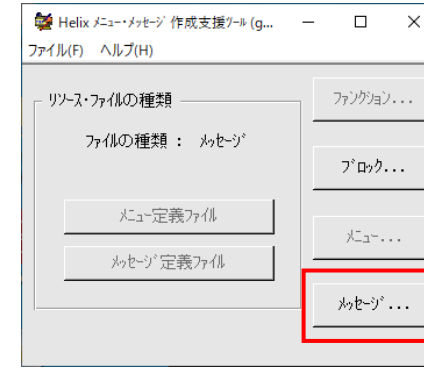 Helix ﾒﾆｭｰ・ﾒｯｾｰｼﾞ作成支援ﾂｰﾙ (g...
ファイル(F) ヘルプ(H)
リソース・ファイルの種類
ファイルの種類 : ﾒｯｾｰｼﾞ
ﾒﾆｭｰ定義ファイル
ﾒｯｾｰｼﾞ定義ファイル
ファンクション...
ﾌﾞﾛｯｸ...
ﾒﾆｭｰ...
ﾒｯｾｰｼﾞ...